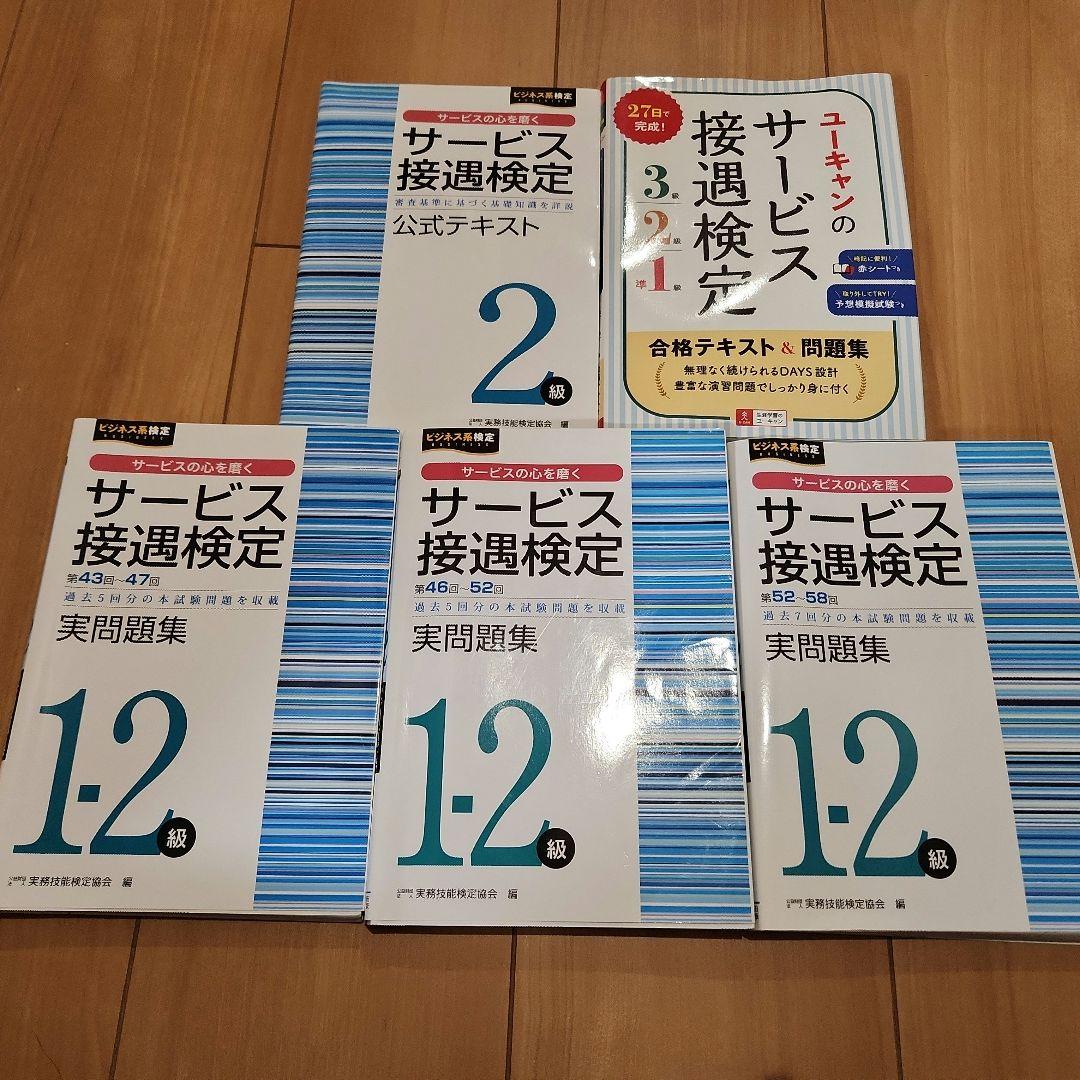 ビジネス系検定
サービスの心を磨く
サービス
接遇検定
審査基準に基づく基礎知識を詳説
公式テキスト
2
級
実務技能検定協会 編
27日で
完成!
ユーキャンの
サービス
接遇検定
3級
2級
準1級
暗記に便利!
赤シートつき
取り外してTRY!
予想模擬試験つき
合格テキスト&問題集
無理なく続けられるDAYS設計
豊富な演習問題でしっかり身に付く
生涯学習の
ユーキャン
ビジネス系検定
BUSINESS
サービスの心を磨く
サービス
接遇検定
第43回~47回
過去5回分の本試験問題を収載
実問題集
1-2
級
実務技能検定協会 編
ビジネス系検定
BUSINESS
サービスの心を磨く
サービス
接遇検定
第46回~52回
過去5回分の本試験問題を収載
実問題集
1-2
級
実務技能検定協会 編
ビジネス系検定
BUSINESS
サービスの心を磨く
サービス
接遇検定
第52~58回
過去7回分の本試験問題を収載
実問題集
1-2
級
実務技能検定協会 編